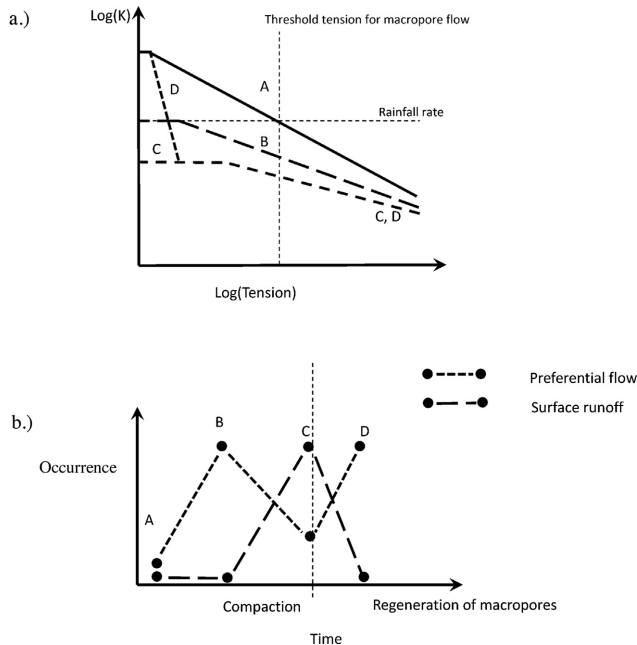 a.)
Log(K)
Threshold tension for macropore flow
D
A
Rainfall rate
C
B
C, D
Log(Tension)
b.)
Preferential flow
Surface runoff
B
C
D
Occurrence
A
Compaction
Regeneration of macropores
Time